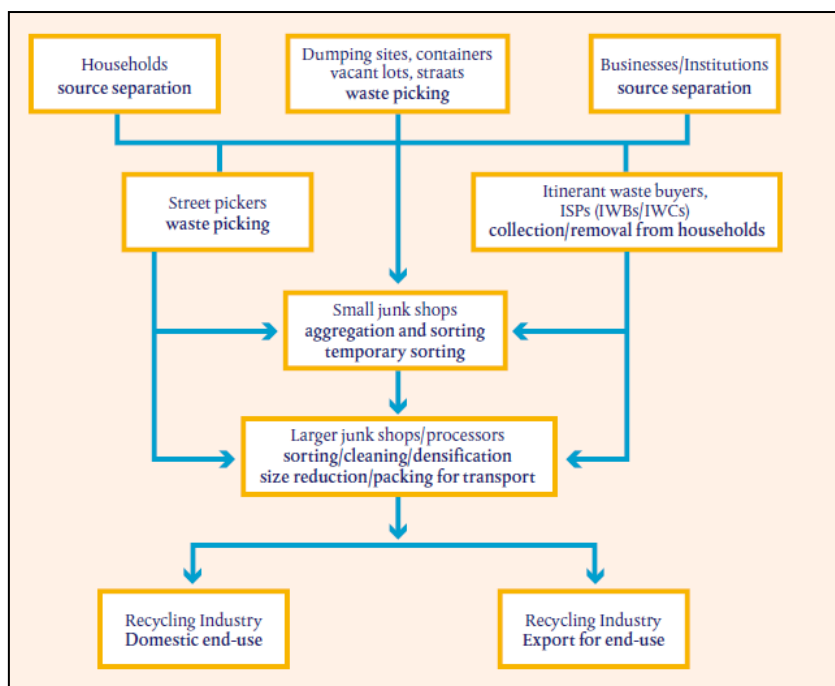 Households
source separation
Dumping sites, containers
vacant lots, straats
waste picking
Businesses/Institutions
source separation
Street pickers
waste picking
Itinerant waste buyers,
ISPs (IWBs/IWCs)
collection/removal from households
Small junk shops
aggregation and sorting
temporary sorting
Larger junk shops/processors
sorting/cleaning/densification
size reduction/packing for transport
Recycling Industry
Domestic end-use
Recycling Industry
Export for end-use